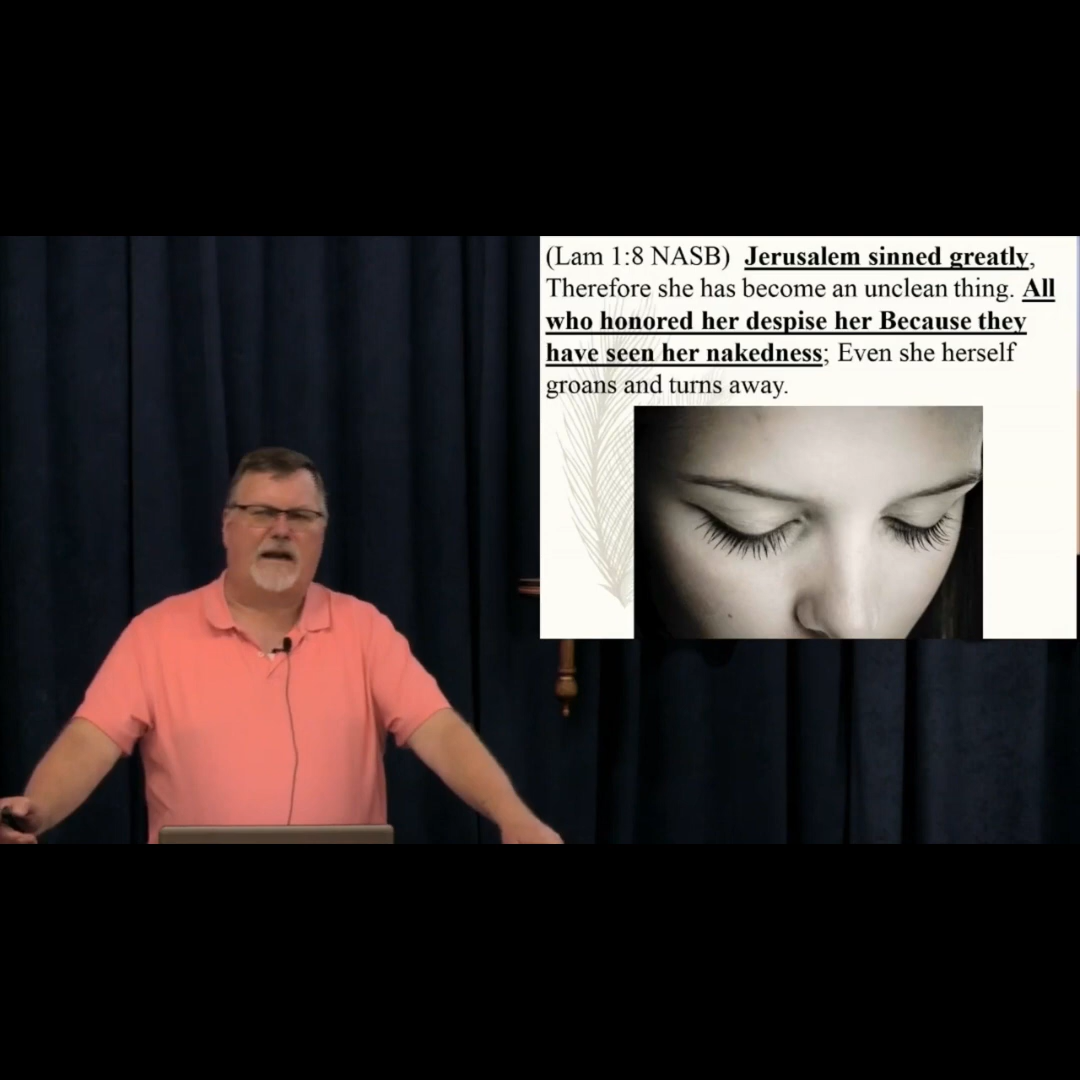 (Lam 1:8 NASB) Jerusalem sinned greatly,
Therefore she has become an unclean thing. All
who honored her despise her Because they
have seen her nakedness; Even she herself
groans and turns away.